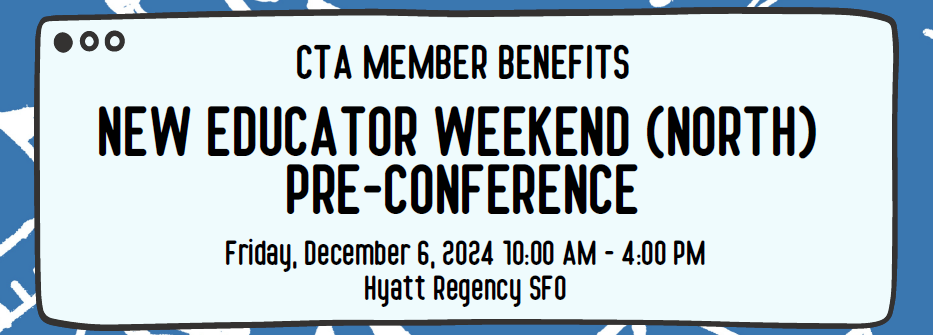 CTA MEMBER BENEFITS
NEW EDUCATOR WEEKEND (NORTH)
PRE-CONFERENCE
Friday, December 6, 2024 10:00 AM - 4:00 PM
Hyatt Regency SFO